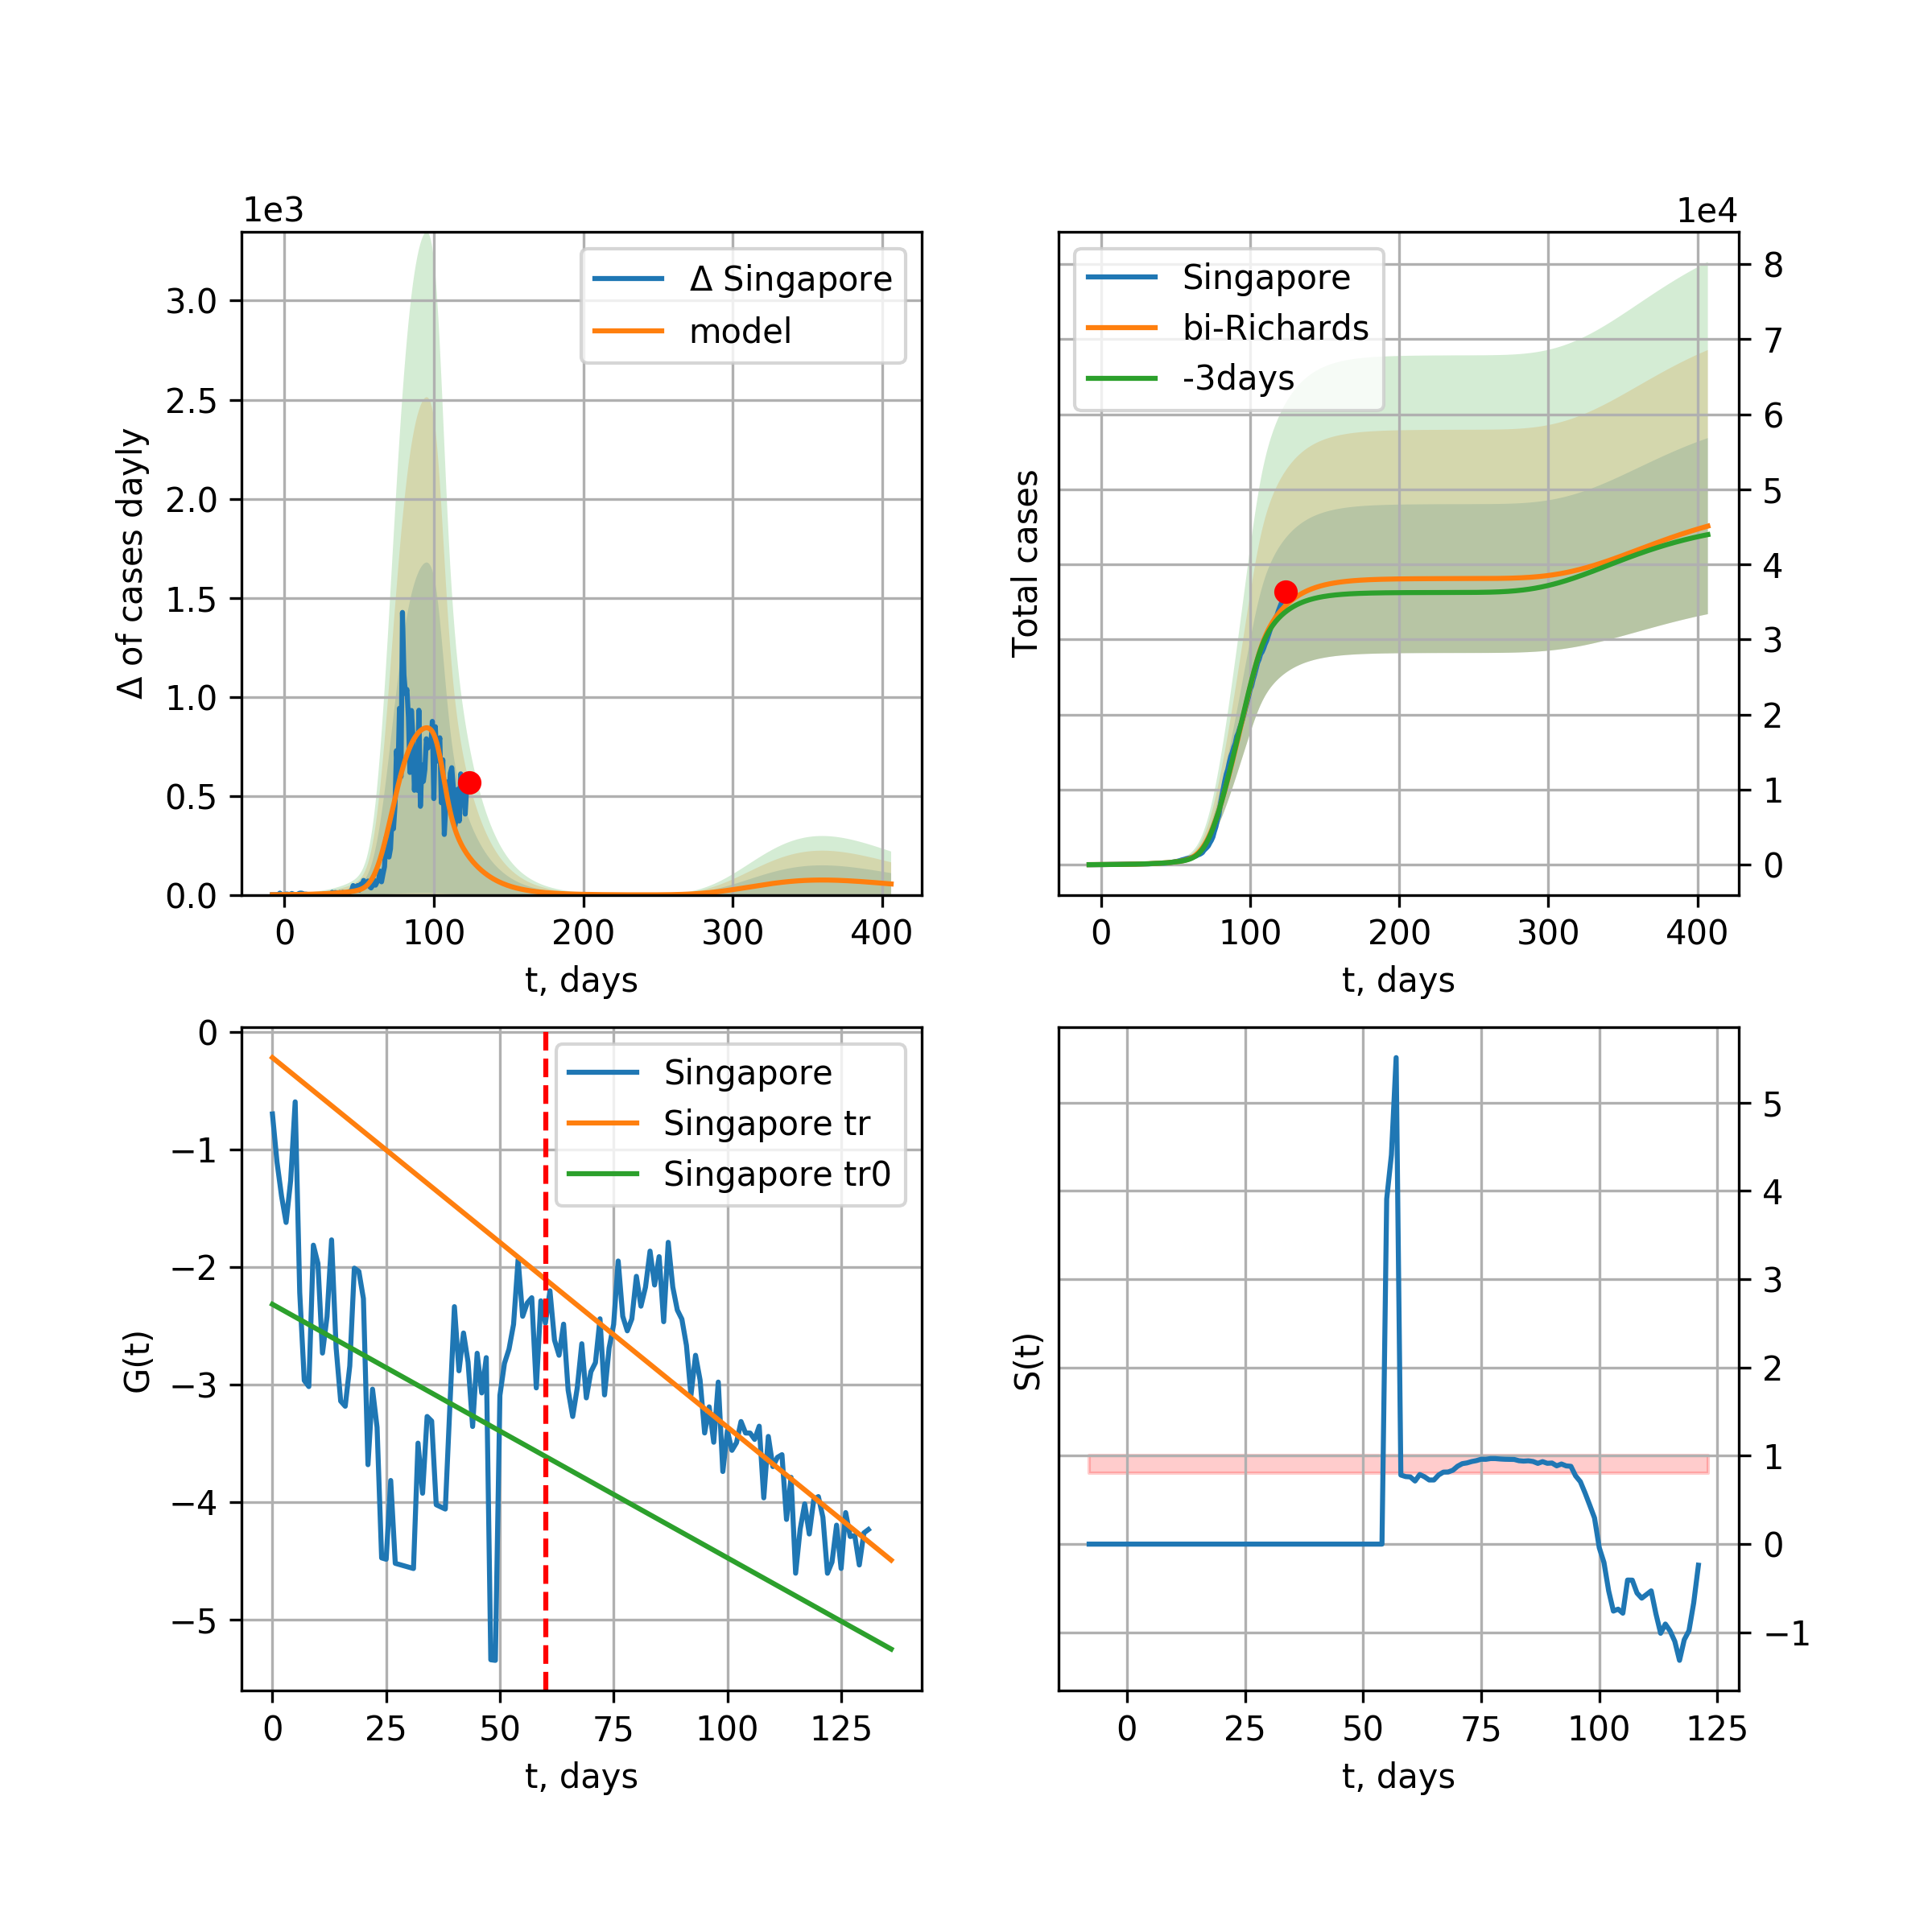 1e3
Δ of cases dayly
3.0
2.5
2.0
1.5
1.0
0.5
0.0
Δ Singapore
model
0 100 200 300 400
t, days
1e4
Total cases
Singapore
bi-Richards
-3days
8
7
6
5
4
3
2
1
0
0 100 200 300 400
t, days
G(t)
0
−1
−2
−3
−4
−5
Singapore
Singapore tr
Singapore tr0
0 25 50 75 100 125
t, days
S(t)
5
4
3
2
1
0
−1
0 25 50 75 100 125
t, days